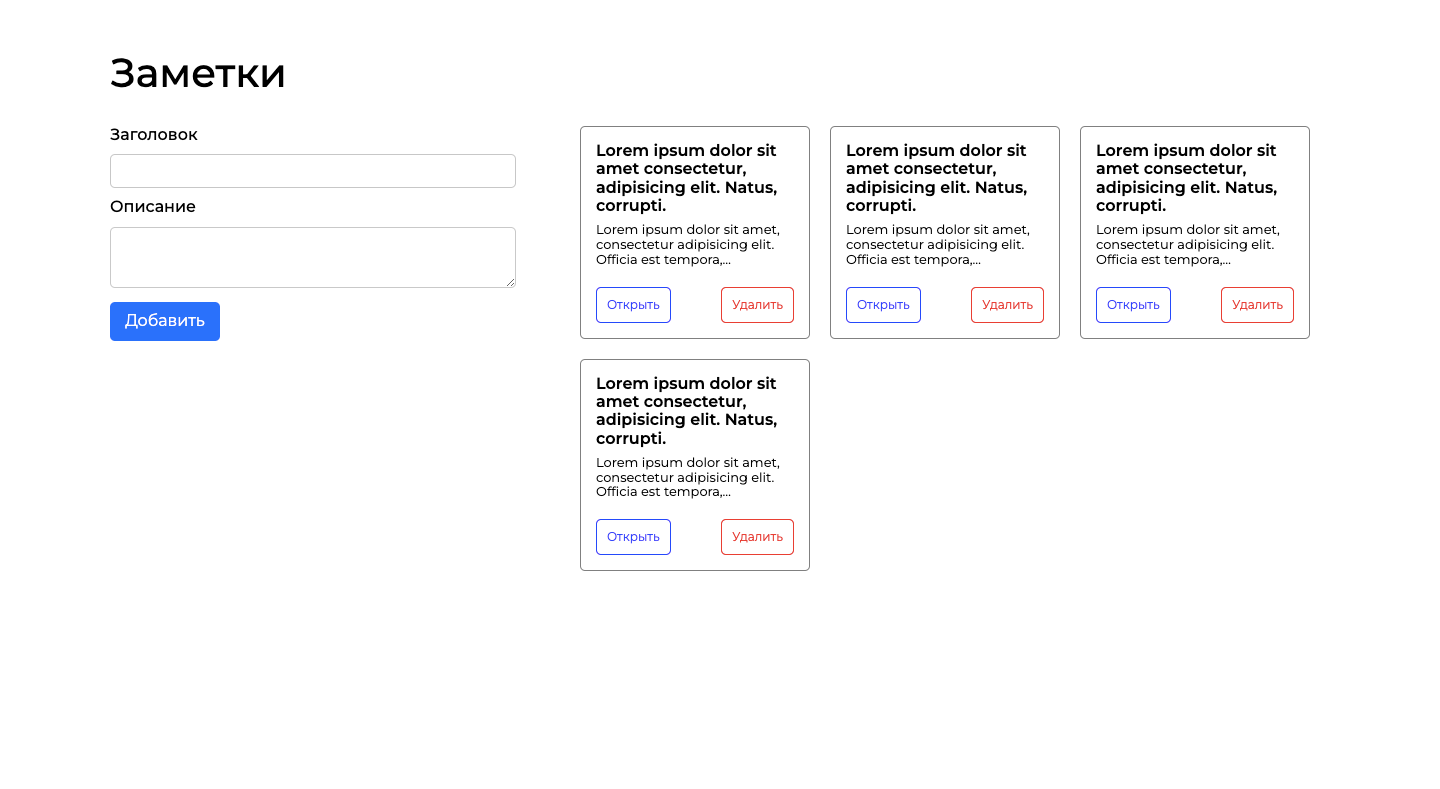 Заметки
Заголовок
Описание
Добавить
Lorem ipsum dolor sit
amet consectetur,
adipisicing elit. Natus,
corrupti.
Lorem ipsum dolor sit amet,
consectetur adipisicing elit.
Officia est tempora,...
Открыть Удалить
Lorem ipsum dolor sit
amet consectetur,
adipisicing elit. Natus,
corrupti.
Lorem ipsum dolor sit amet,
consectetur adipisicing elit.
Officia est tempora,...
Открыть Удалить
Lorem ipsum dolor sit
amet consectetur,
adipisicing elit. Natus,
corrupti.
Lorem ipsum dolor sit amet,
consectetur adipisicing elit.
Officia est tempora,...
Открыть Удалить
Lorem ipsum dolor sit
amet consectetur,
adipisicing elit. Natus,
corrupti.
Lorem ipsum dolor sit amet,
consectetur adipisicing elit.
Officia est tempora,...
Открыть Удалить